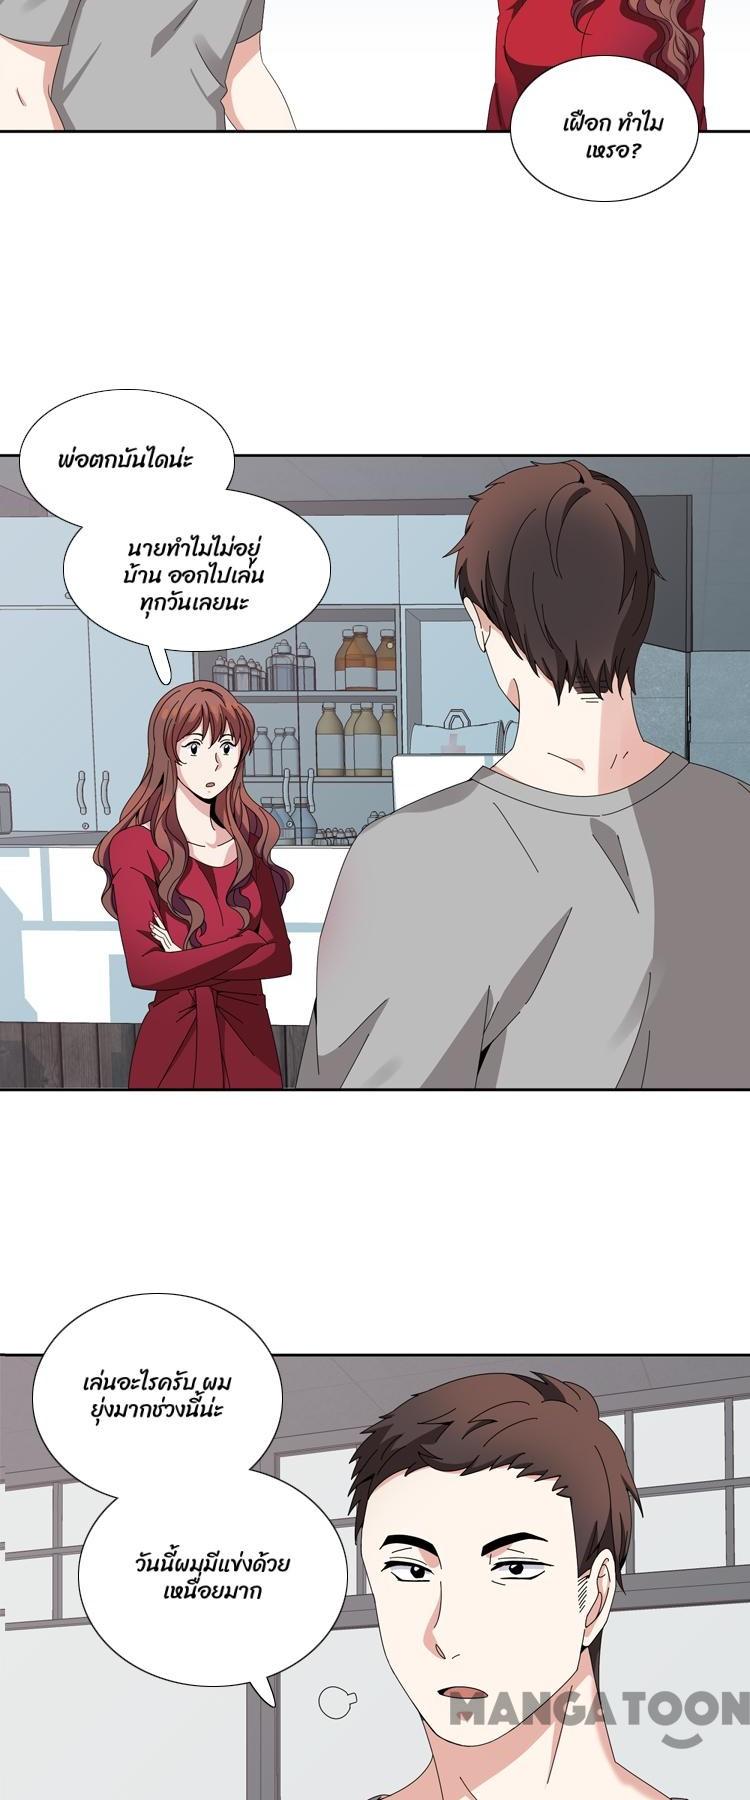 เฝือก ทำไม
เหรอ?
พ่อตกบันไดน่ะ
นายทำไมไม่อยู่
บ้าน ออกไปเล่น
ทุกวันเลยนะ
เล่นอะไรครับ ผม
ยุ่งมากช่วงนี้น่ะ
วันนี้ผมมีแข่งด้วย
เหนื่อยมาก
MANGATOON